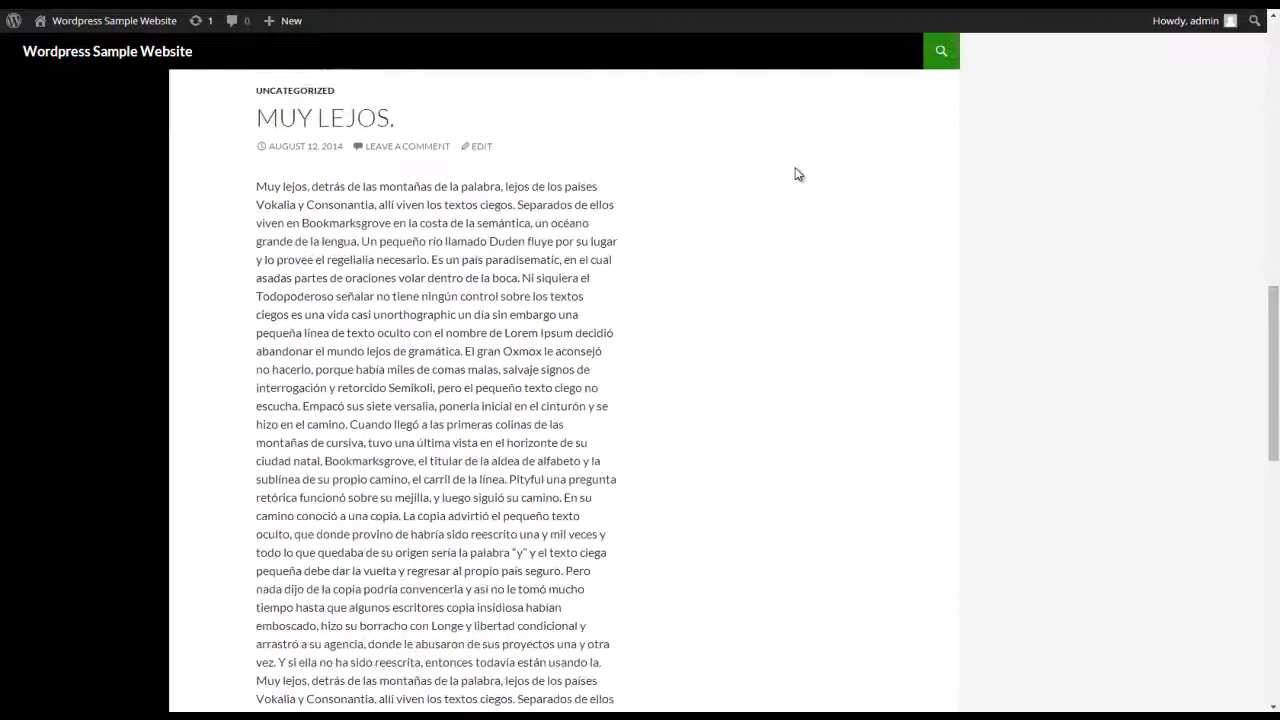 Wordpress Sample Website 1 0 New Howdy, admin
Wordpress Sample Website
UNCATEGORIZED
MUY LEJOS.
AUGUST 12, 2014 LEAVE A COMMENT EDIT
Muy lejos, detrás de las montañas de la palabra, lejos de los países
Vokalia y Consonantia, allí viven los textos ciegos. Separados de ellos
viven en Bookmarksgrove en la costa de la semántica, un océano
grande de la lengua. Un pequeño río llamado Duden fluye por su lugar
y lo provee el regelialia necesario. Es un país paradisematic, en el cual
asadas partes de oraciones volar dentro de la boca. Ni siquiera el
Todopoderoso señalar no tiene ningún control sobre los textos
ciegos es una vida casi unorthographic un día sin embargo una
pequeña línea de texto oculto con el nombre de Lorem Ipsum decidió
abandonar el mundo lejos de gramática. El gran Oxmox le aconsejó
no hacerlo, porque había miles de comas malas, salvaje signos de
interrogación y retorcido Semikoli, pero el pequeño texto ciego no
escucha. Empacó sus siete versalia, ponerla inicial en el cinturón y se
hizo en el camino. Cuando llegó a las primeras colinas de las
montañas de cursiva, tuvo una última vista en el horizonte de su
ciudad natal, Bookmarksgrove, el titular de la aldea de alfabeto y la
sublínea de su propio camino, el carril de la línea. Pityful una pregunta
retórica funcionó sobre su mejilla, y luego siguió su camino. En su
camino conoció a una copia. La copia advirtió el pequeño texto
oculto, que donde provino de habría sido reescrito una y mil veces y
todo lo que quedaba de su origen sería la palabra “y” y el texto ciega
pequeña debe dar la vuelta y regresar al propio país seguro. Pero
nada dijo de la copia podría convencerla y así no le tomó mucho
tiempo hasta que algunos escritores copia insidiosa habían
emboscado, hizo su borracho con Longe y libertad condicional y
arrastró a su agencia, donde le abusaron de sus proyectos una y otra
vez. Y si ella no ha sido reescrita, entonces todavía están usando la.
Muy lejos, detrás de las montañas de la palabra, lejos de los países
Vokalia y Consonantia, allí viven los textos ciegos. Separados de ellos